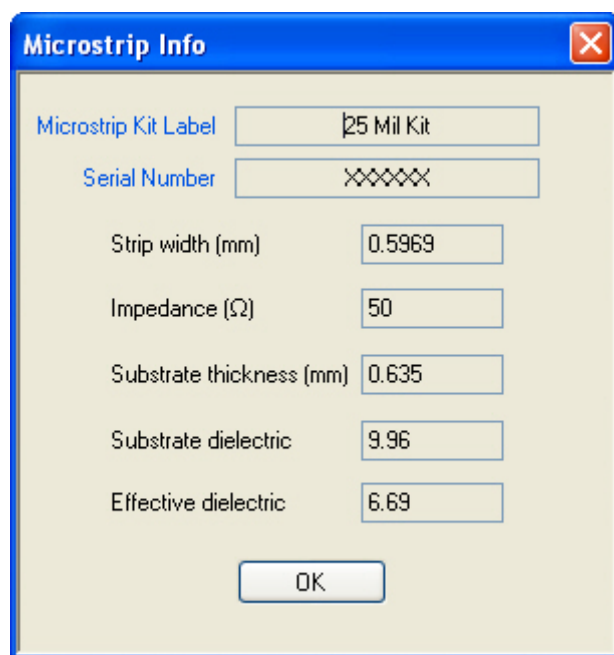 Microstrip Info
Microstrip Kit Label 25 Mil Kit
Serial Number XXXXXX
Strip width (mm) 0.5969
Impedance (Ω) 50
Substrate thickness (mm) 0.635
Substrate dielectric 9.96
Effective dielectric 6.69
OK